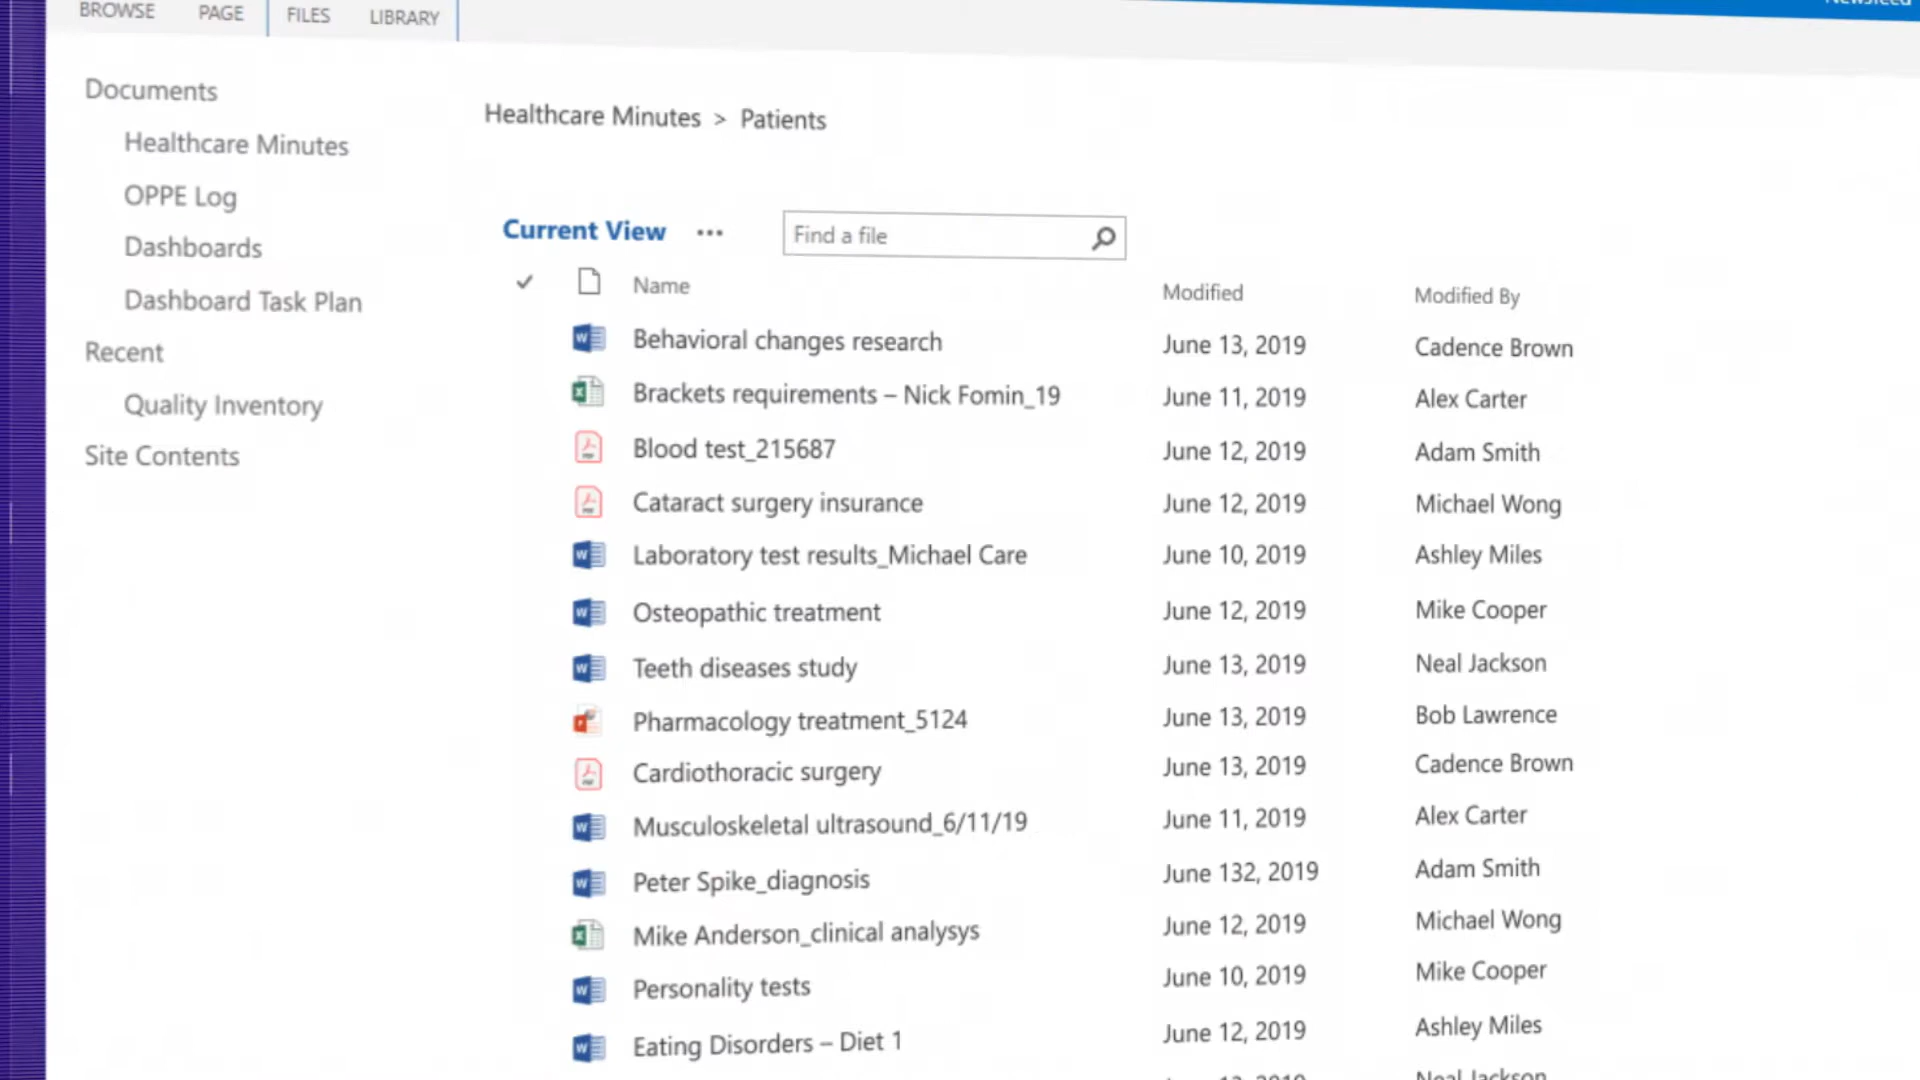 BROWSE PAGE FILES LIBRARY
Newsfeed
Documents
Healthcare Minutes
OPPE Log
Dashboards
Dashboard Task Plan
Recent
Quality Inventory
Site Contents
Healthcare Minutes > Patients
Current View ••• Find a file
Name Modified Modified By
Behavioral changes research June 13, 2019 Cadence Brown
Brackets requirements – Nick Fomin_19 June 11, 2019 Alex Carter
Blood test_215687 June 12, 2019 Adam Smith
Cataract surgery insurance June 12, 2019 Michael Wong
Laboratory test results_Michael Care June 10, 2019 Ashley Miles
Osteopathic treatment June 12, 2019 Mike Cooper
Teeth diseases study June 13, 2019 Neal Jackson
Pharmacology treatment_5124 June 13, 2019 Bob Lawrence
Cardiothoracic surgery June 13, 2019 Cadence Brown
Musculoskeletal ultrasound_6/11/19 June 11, 2019 Alex Carter
Peter Spike_diagnosis June 132, 2019 Adam Smith
Mike Anderson_clinical analysys June 12, 2019 Michael Wong
Personality tests June 10, 2019 Mike Cooper
Eating Disorders – Diet 1 June 12, 2019 Ashley Miles
Neal Jackson